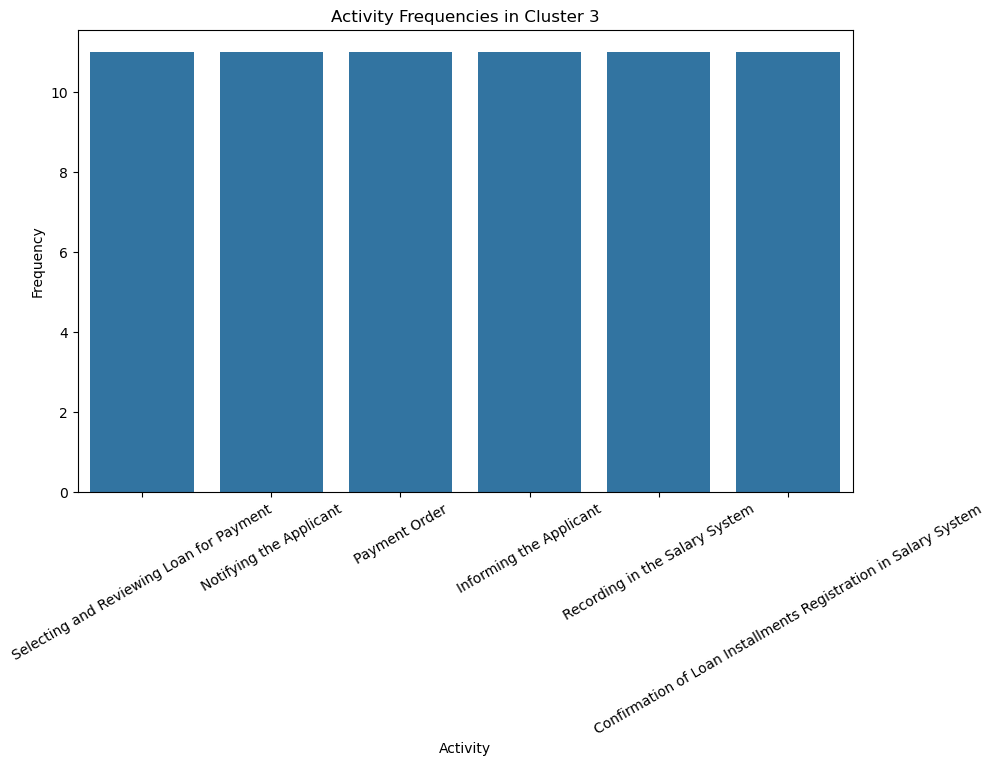 Activity Frequencies in Cluster 3
Frequency
10
8
6
4
2
0
Selecting and Reviewing Loan for Payment
Notifying the Applicant
Payment Order
Informing the Applicant
Recording in the Salary System
Confirmation of Loan Installments Registration in Salary System
Activity